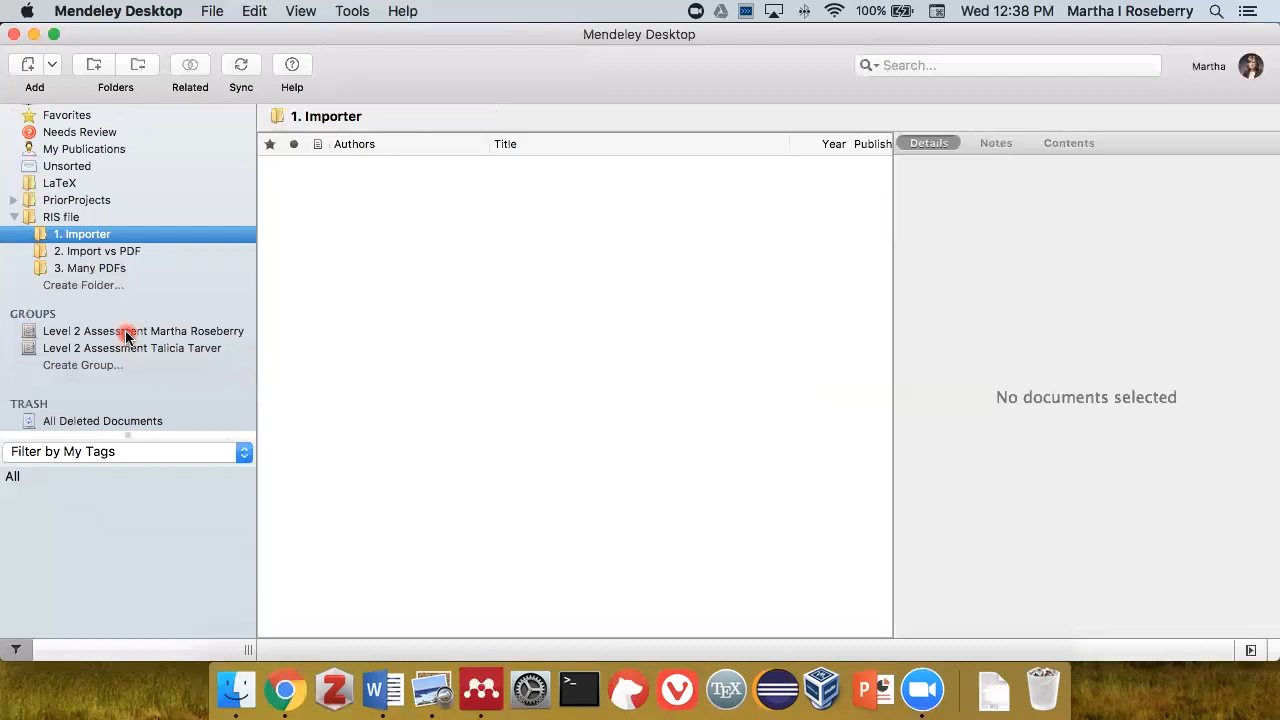 Mendeley Desktop File Edit View Tools Help 100% Wed 12:38 PM Martha I Roseberry
Mendeley Desktop
Search...
Martha
Add Folders Related Sync Help
Favorites
Needs Review
My Publications
Unsorted
LaTeX
PriorProjects
RIS file
1. Importer
2. Import vs PDF
3. Many PDFs
Create Folder...
GROUPS
Level 2 Assessment Martha Roseberry
Level 2 Assessment Talicia Tarver
Create Group...
TRASH
All Deleted Documents
Filter by My Tags
All
1. Importer
Authors Title Year Publish
Details Notes Contents
No documents selected
W TEX P